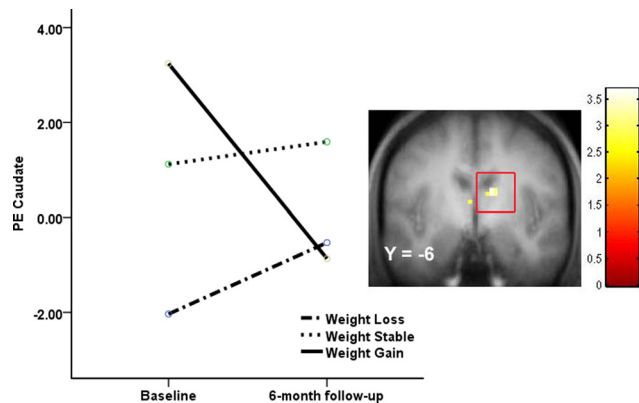 4.00
2.00
0.00
-2.00
PE Caudate
Baseline
6-month follow-up
Weight Loss
Weight Stable
Weight Gain
Y = -6
3.5
3
2.5
2
1.5
1
0.5
0